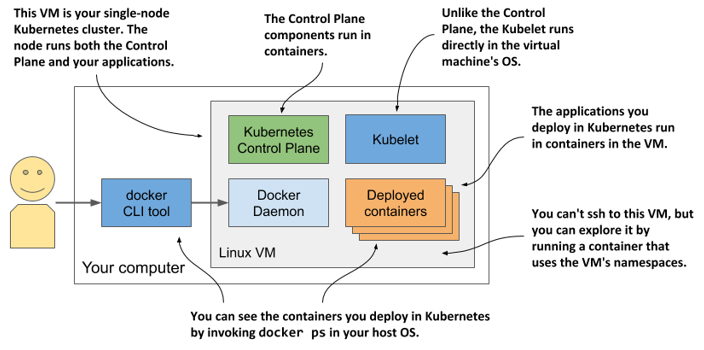 This VM is your single-node
Kubernetes cluster. The
node runs both the Control
Plane and your applications.
The Control Plane
components run in
containers.
Unlike the Control
Plane, the Kubelet runs
directly in the virtual
machine's OS.
Kubernetes
Control Plane
Kubelet
The applications you
deploy in Kubernetes run
in containers in the VM.
docker
CLI tool
Docker
Daemon
Deployed
containers
You can't ssh to this VM, but
you can explore it by
running a container that
uses the VM's namespaces.
Linux VM
Your computer
You can see the containers you deploy in Kubernetes
by invoking docker ps in your host OS.